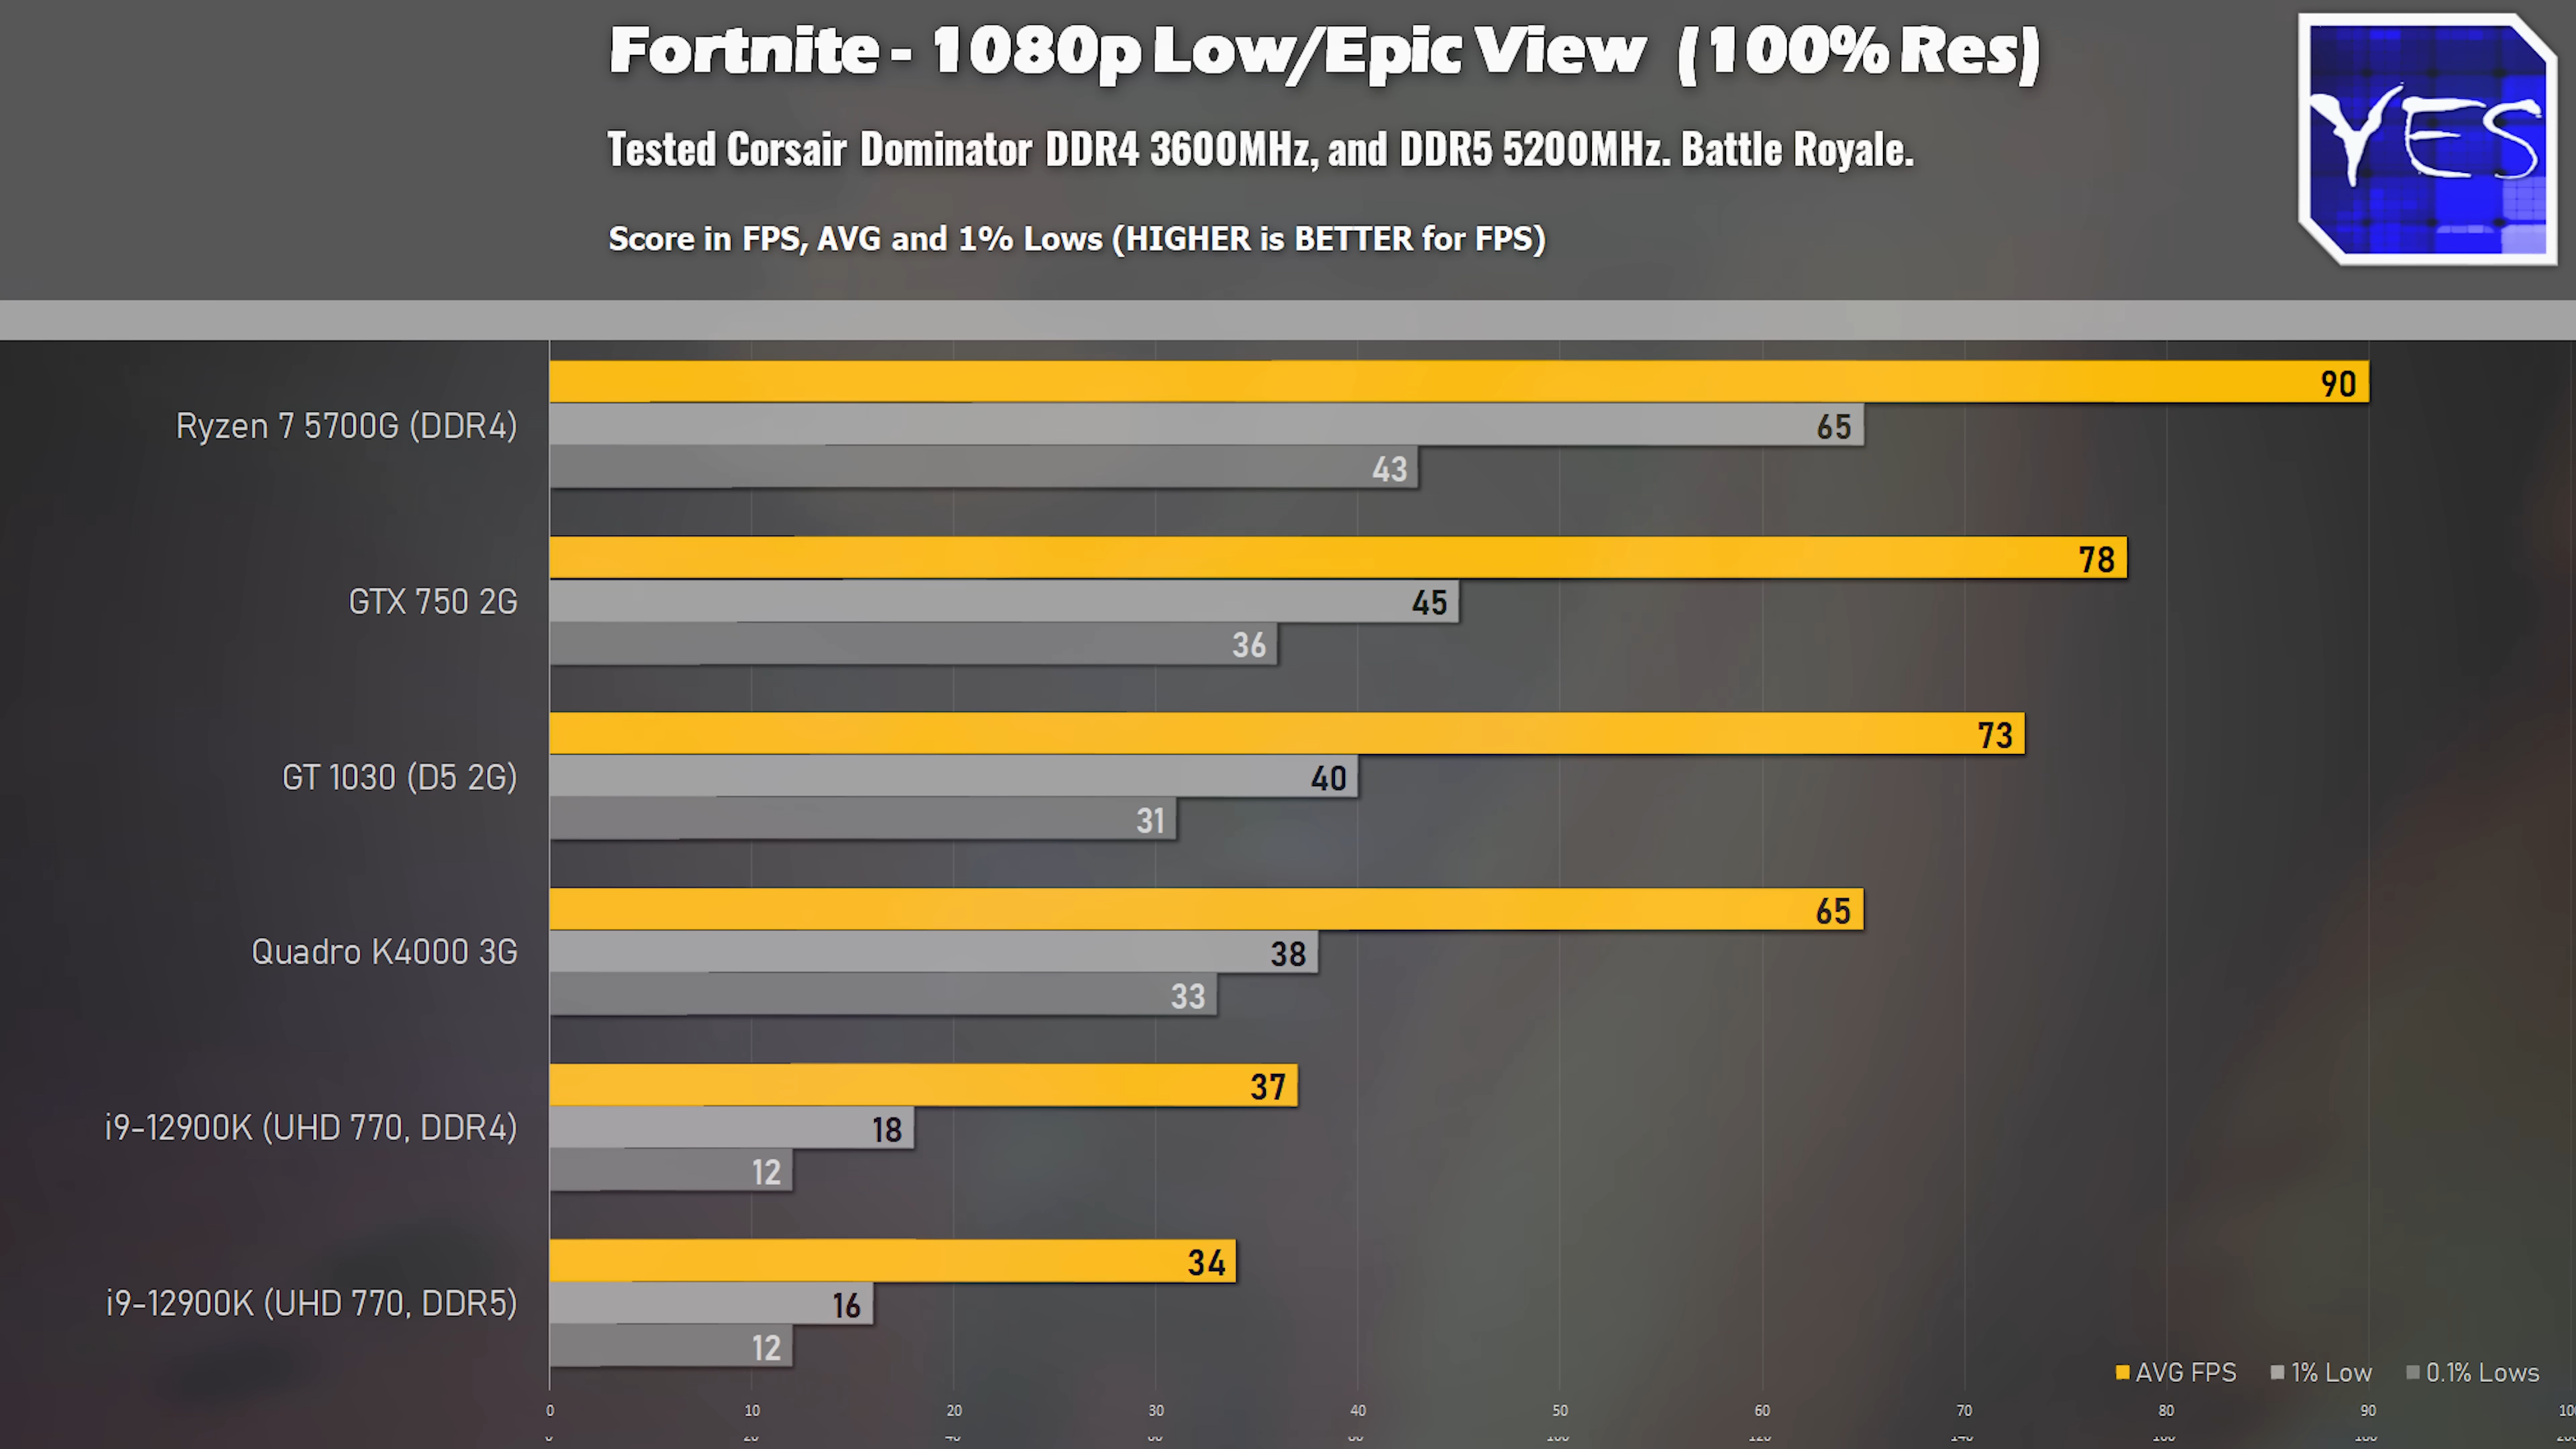 Fortnite - 1080p Low/Epic View (100% Res)
YES
Tested Corsair Dominator DDR4 3600MHz, and DDR5 5200MHz. Battle Royale.
Score in FPS, AVG and 1% Lows (HIGHER is BETTER for FPS)
90
Ryzen 7 5700G (DDR4)
65
43
78
GTX 750 2G
45
36
73
GT 1030 (D5 2G)
40
31
65
Quadro K4000 3G
38
33
37
i9-12900K (UHD 770, DDR4)
18
12
34
i9-12900K (UHD 770, DDR5)
16
12
AVG FPS 1% Low 0.1% Lows
0 10 20 30 40 50 60 70 80 90